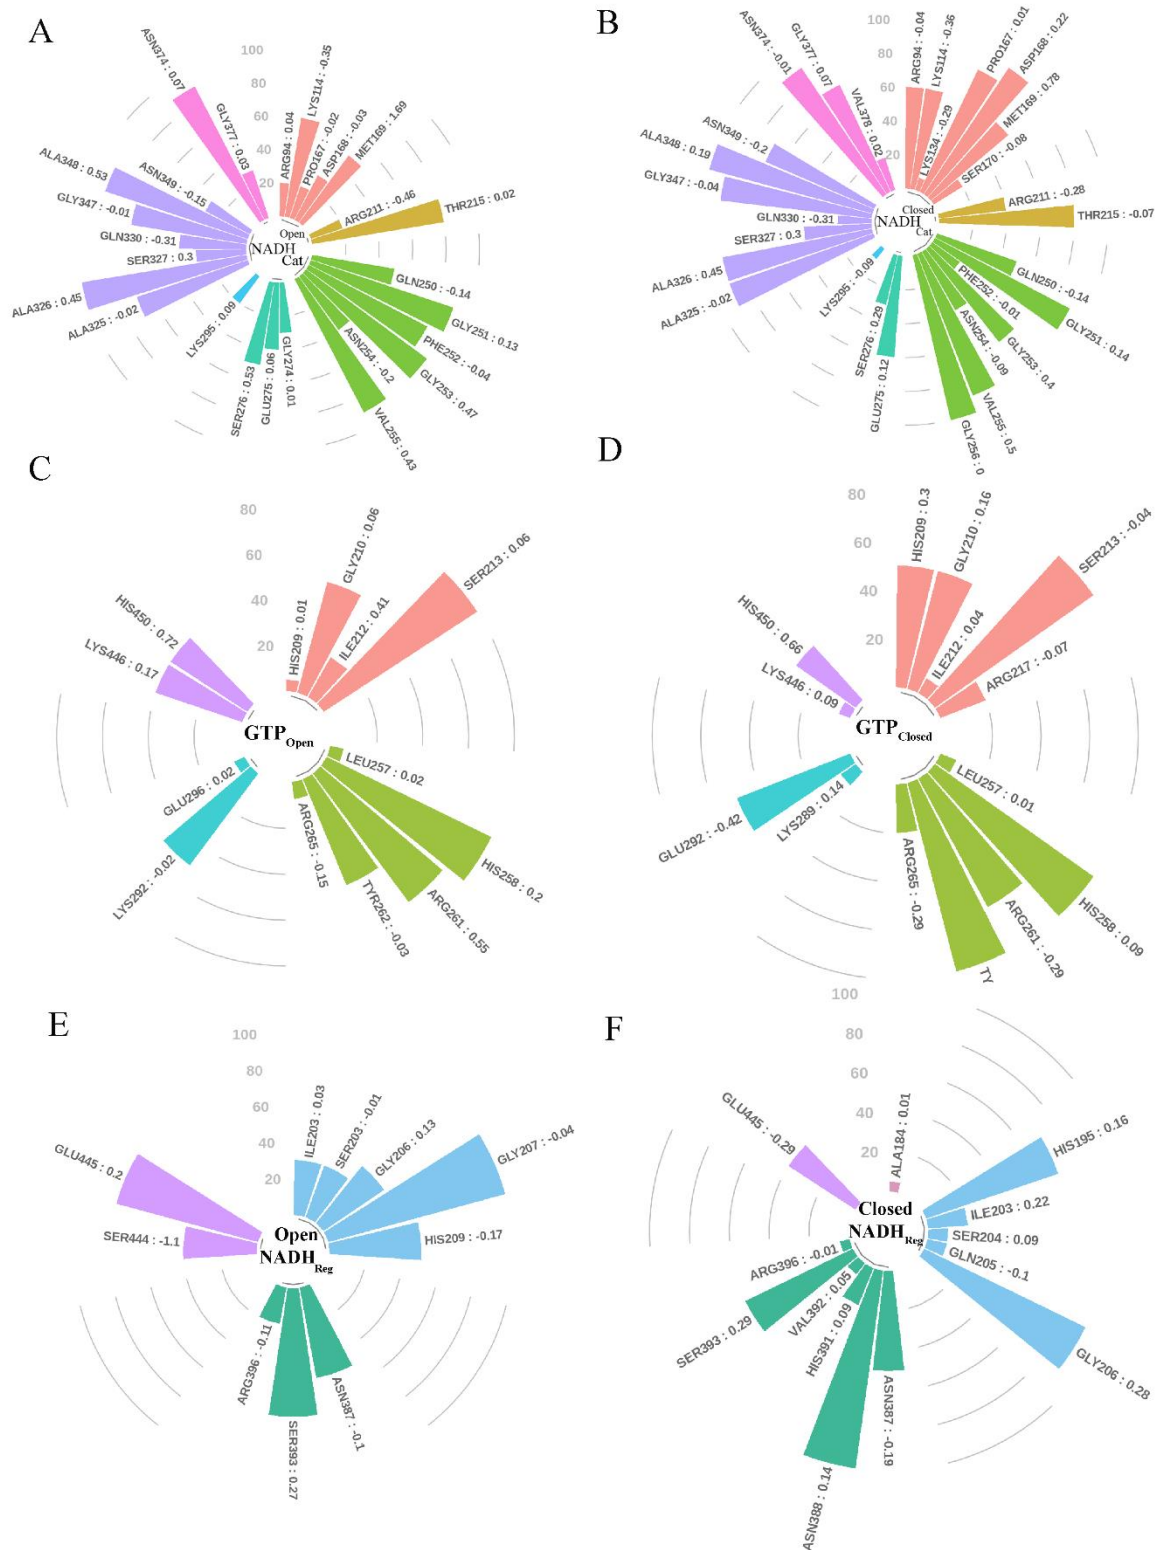 A
100
80
60
40
20
ASN374 : 0.07
GLY377 : 0.03
ARG94 : 0.04
LYS114 : -0.35
PRO167 : -0.02
ASP168 : -0.03
MET169 : 1.69
ARG211 : -0.46
THR215 : 0.02
GLN250 : -0.14
GLY251 : 0.13
PHE252 : -0.04
GLY253 : 0.47
ASN254 : -0.2
VAL255 : 0.43
GLY274 : 0.01
GLU275 : 0.06
SER276 : 0.53
LYS295 : 0.09
ALA325 : -0.02
ALA326 : 0.45
SER327 : 0.3
GLN330 : -0.31
GLY347 : -0.01
ALA348 : 0.53
ASN349 : -0.15
NADH Open Cat
B
100
80
60
40
20
ASN374 : -0.01
GLY377 : 0.07
VAL378 : 0.02
ARG94 : -0.04
LYS114 : -0.36
LYS134 : -0.29
PRO167 : 0.01
ASP168 : 0.22
MET169 : 0.78
SER170 : -0.08
ARG211 : -0.28
THR215 : -0.07
GLN250 : -0.14
GLY251 : 0.14
PHE252 : -0.01
GLY253 : 0.4
ASN254 : -0.09
VAL255 : 0.5
GLY256 : 0
GLU275 : 0.12
SER276 : 0.29
LYS295 : -0.09
ALA325 : -0.02
ALA326 : 0.45
SER327 : 0.3
GLN330 : -0.31
GLY347 : -0.04
ALA348 : 0.19
ASN349 : -0.2
NADH Closed Cat
C
80
60
40
20
HIS209 : 0.01
GLY210 : 0.06
ILE212 : 0.41
SER213 : 0.06
LEU257 : 0.02
HIS258 : 0.2
ARG261 : 0.55
TYR262 : -0.03
ARG265 : -0.15
LYS292 : -0.02
GLU296 : 0.02
LYS446 : 0.17
HIS450 : 0.72
GTP Open
D
80
60
40
20
HIS209 : 0.3
GLY210 : 0.16
ILE212 : 0.04
SER213 : -0.04
ARG217 : -0.07
LEU257 : 0.01
HIS258 : 0.09
ARG261 : -0.29
TY
ARG265 : -0.29
LYS289 : 0.14
GLU292 : -0.42
LYS446 : 0.09
HIS450 : 0.66
GTP Closed
E
100
80
60
40
20
ILE203 : 0.03
SER203 : -0.01
GLY206 : 0.13
GLY207 : -0.04
HIS209 : -0.17
ASN387 : -0.1
SER393 : 0.27
ARG396 : -0.11
SER444 : -1.1
GLU445 : 0.2
Open
NADH Reg
F
100
80
60
40
20
ALA184 : 0.01
HIS195 : 0.16
ILE203 : 0.22
SER204 : 0.09
GLN205 : -0.1
GLY206 : 0.28
ASN387 : -0.19
ASN388 : 0.14
HIS391 : 0.09
VAL392 : 0.05
SER393 : 0.29
ARG396 : -0.01
GLU445 : -0.29
Closed
NADH Reg